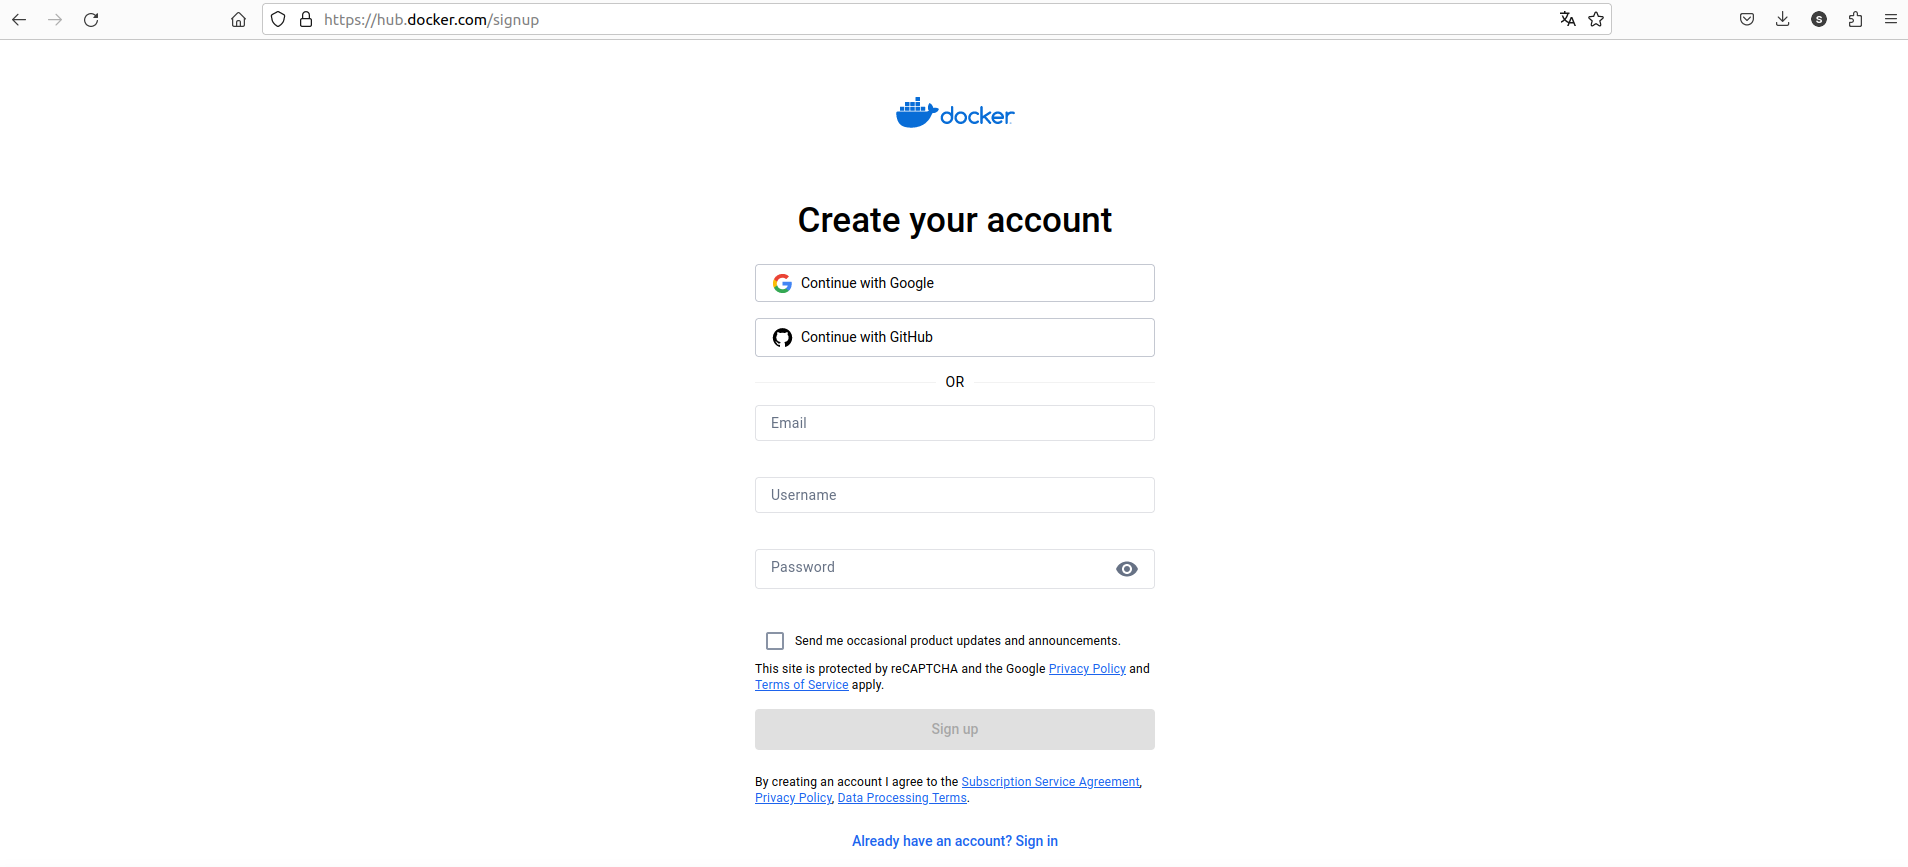 https://hub.docker.com/signup
S
docker
Create your account
Continue with Google
Continue with GitHub
OR
Email
Username
Password
Send me occasional product updates and announcements.
This site is protected by reCAPTCHA and the Google Privacy Policy and
Terms of Service apply.
Sign up
By creating an account I agree to the Subscription Service Agreement,
Privacy Policy, Data Processing Terms.
Already have an account? Sign in